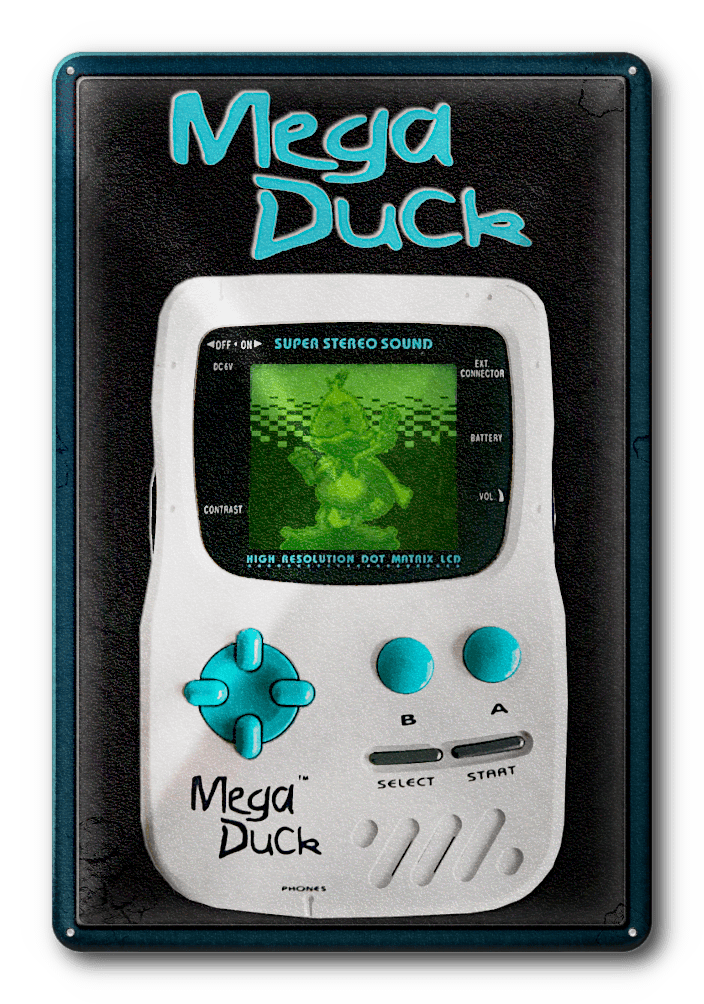 Mega
Duck
◄OFF • ON► SUPER STEREO SOUND
DC6V
EXT.
CONNECTOR
BATTERY
VOL.
CONTRAST
HIGH RESOLUTION DOT MATRIX LCD
B A
SELECT START
Mega™
Duck
PHONES